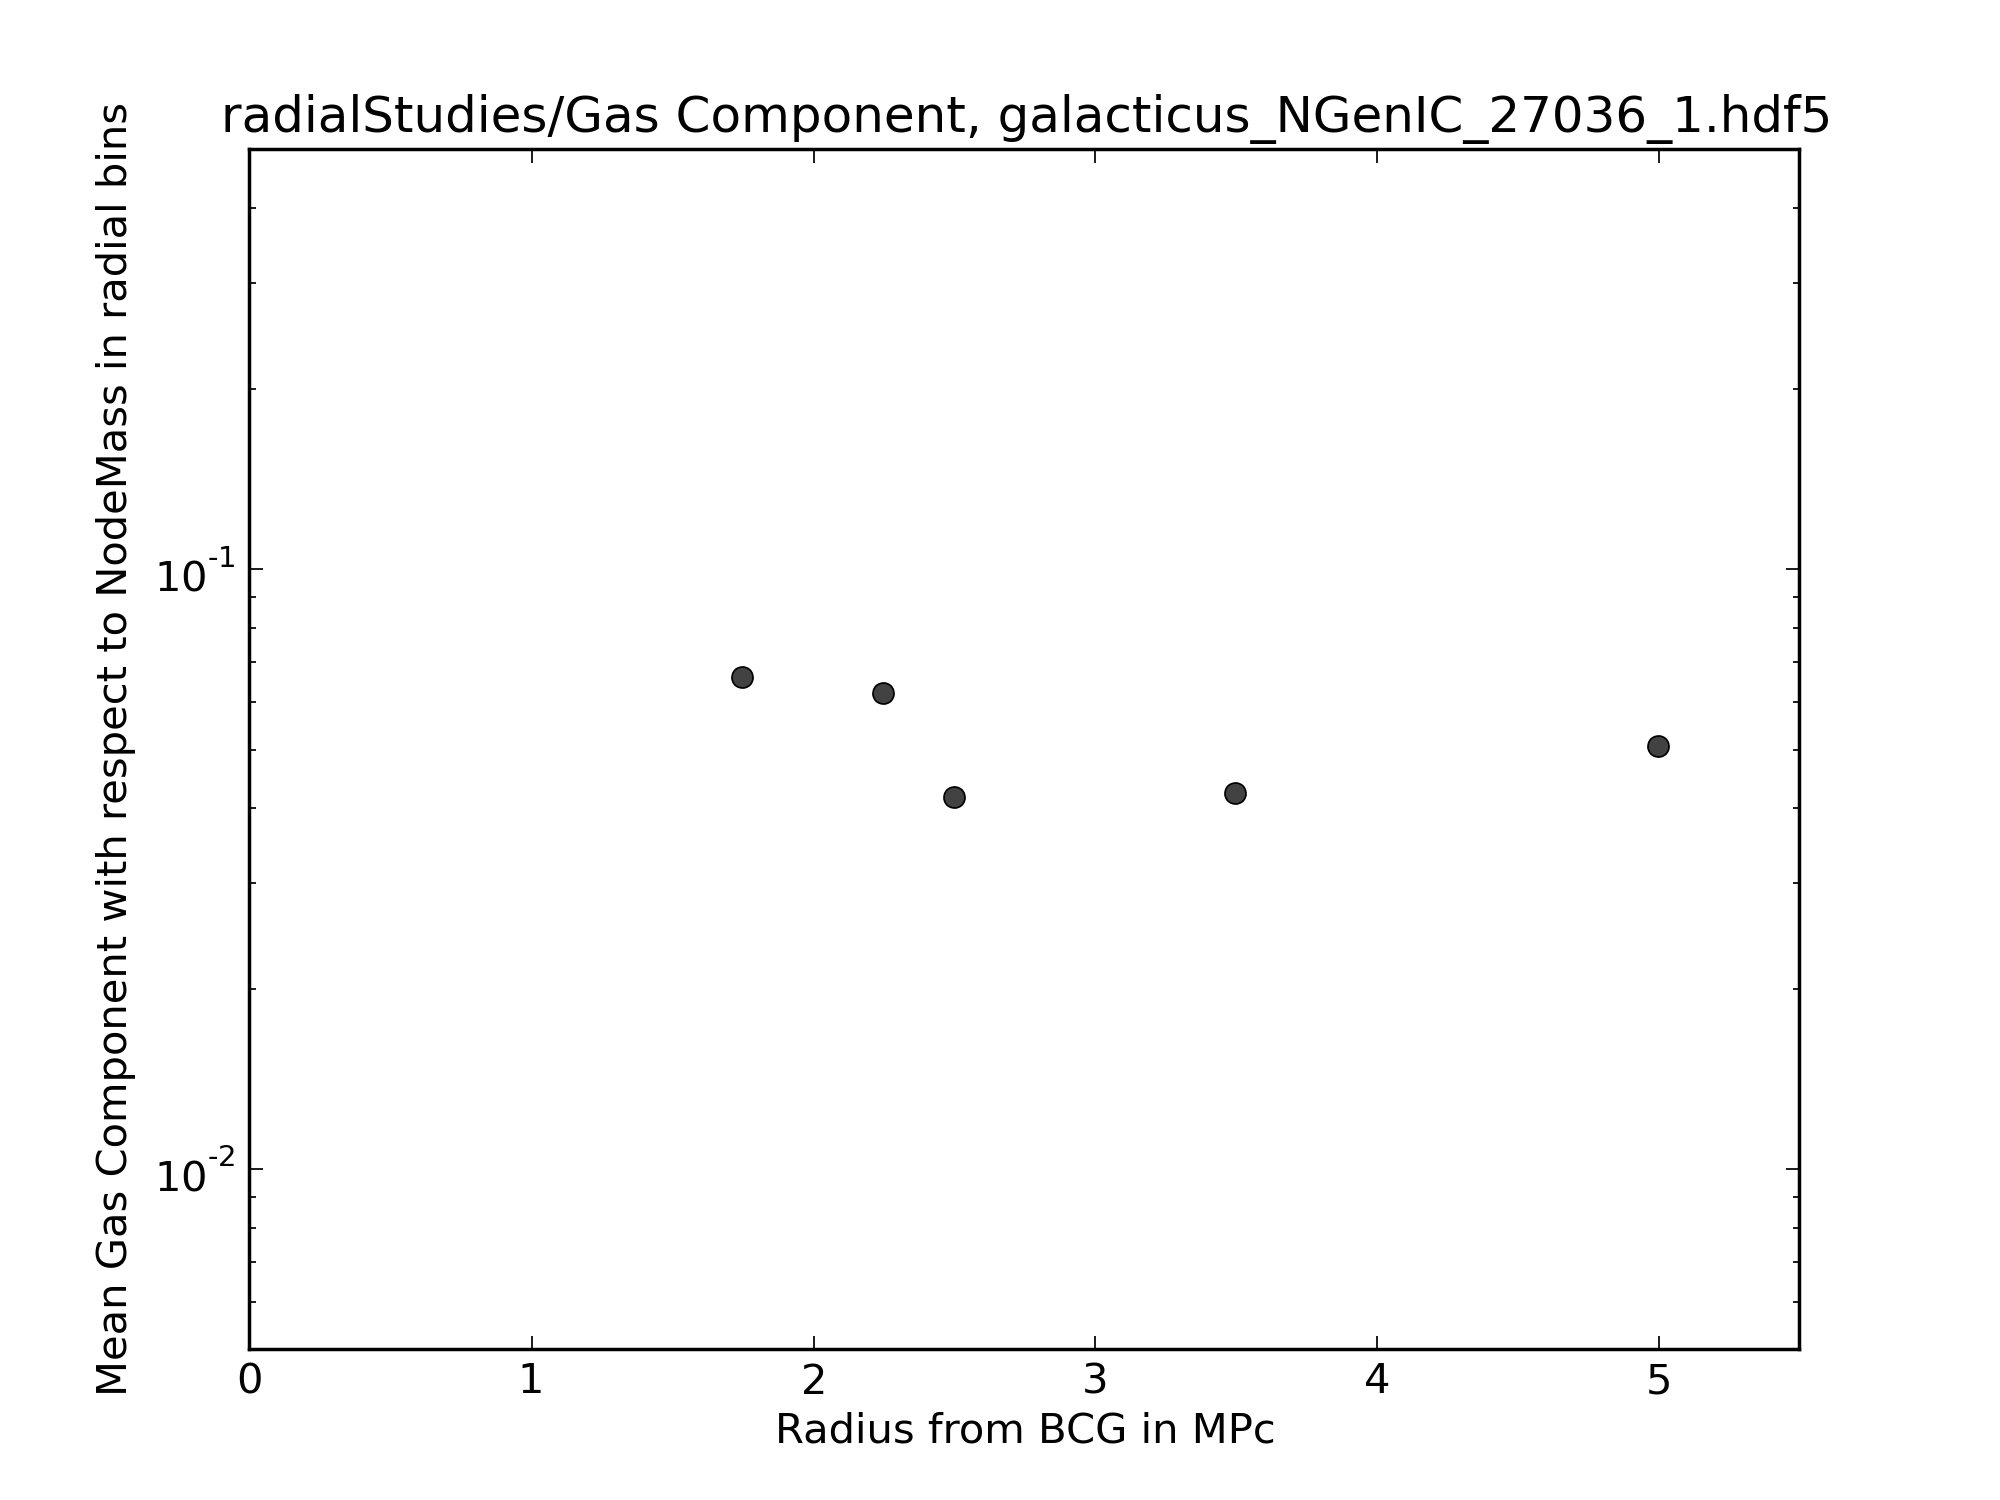 radialStudies/Gas Component, galacticus_NGenIC_27036_1.hdf5
Mean Gas Component with respect to NodeMass in radial bins
10^-1
10^-2
0 1 2 3 4 5
Radius from BCG in MPc